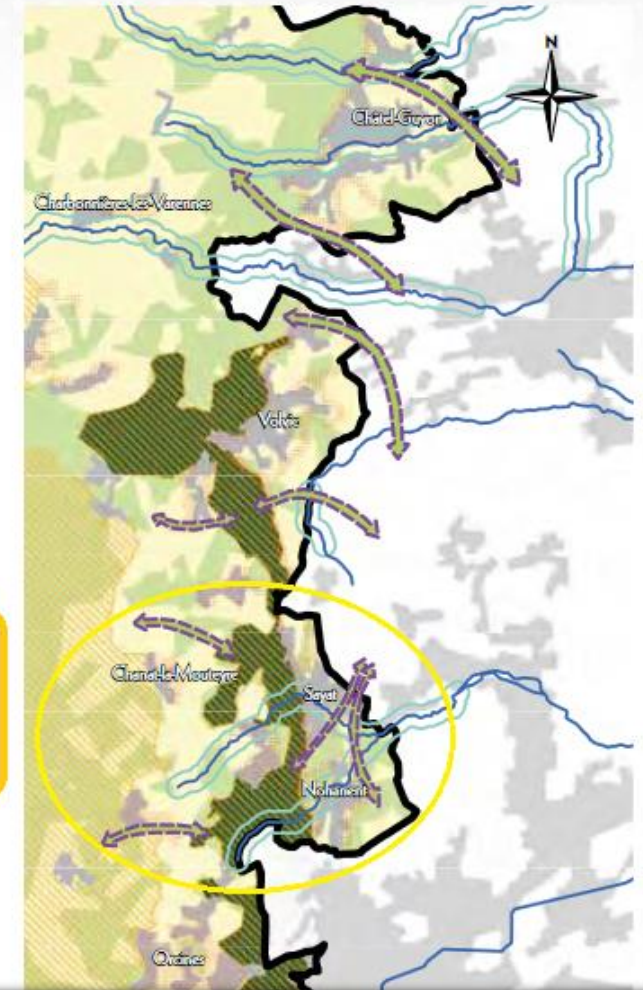 N
Châtel-Guyon
Charbonnières-les-Varennes
Volvic
Chanat-la-Mouteyre
Sayat
Nohanent
Orcines